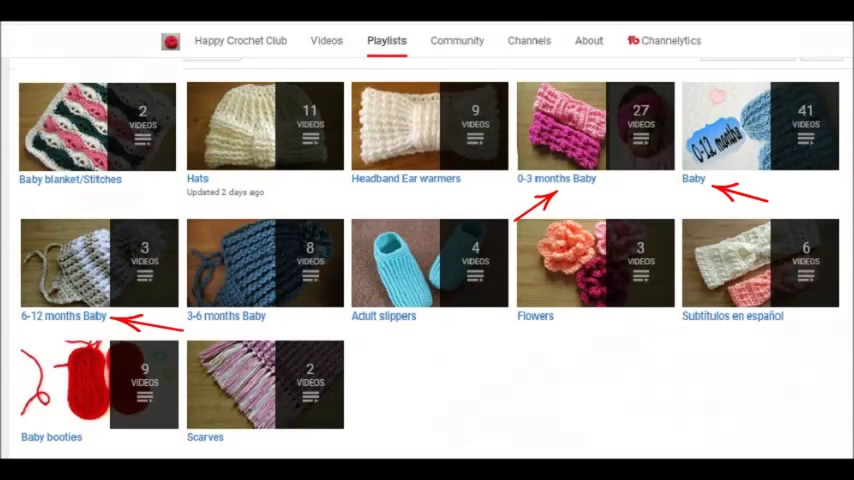 Happy Crochet Club Videos Playlists Community Channels About Channelytics
2 VIDEOS
11 VIDEOS
9 VIDEOS
27 VIDEOS
0-12 months
41 VIDEOS
Baby blanket/Stitches
Hats
Updated 2 days ago
Headband Ear warmers
0-3 months Baby
Baby
3 VIDEOS
8 VIDEOS
4 VIDEOS
3 VIDEOS
6 VIDEOS
6-12 months Baby
3-6 months Baby
Adult slippers
Flowers
Subtítulos en español
9 VIDEOS
2 VIDEOS
Baby booties
Scarves